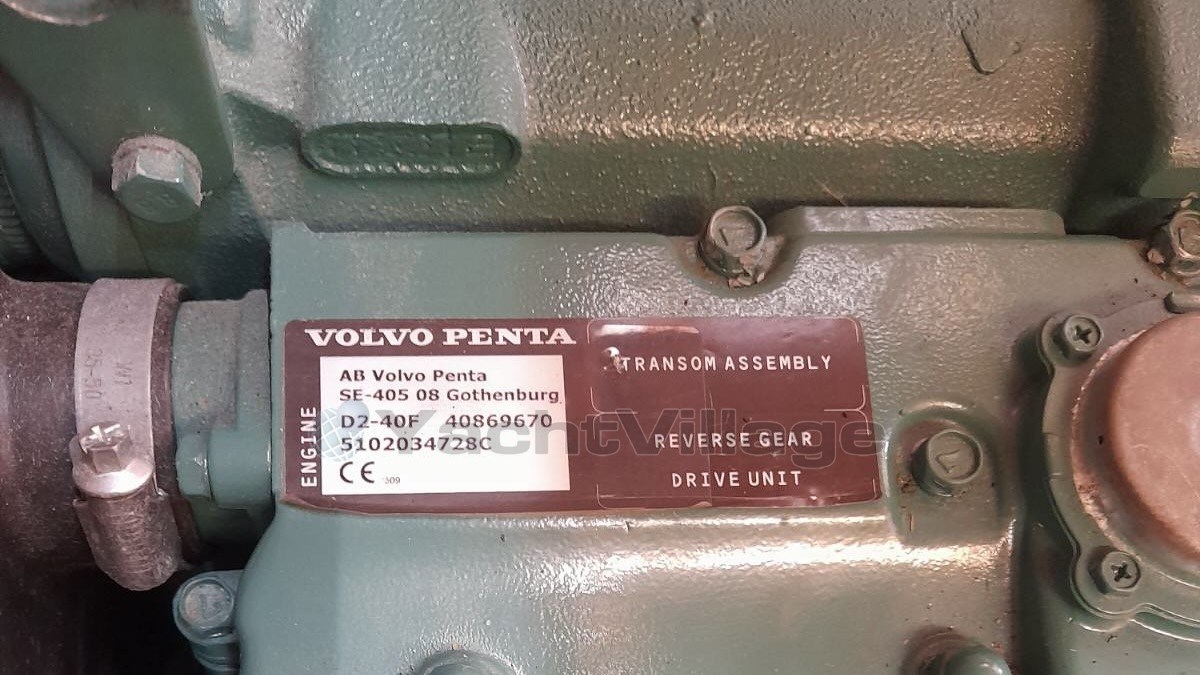 VOLVO PENTA
ENGINE
AB Volvo Penta
SE-405 08 Gothenburg
D2-40F 40869670
5102034728C
CE
TRANSOM ASSEMBLY
REVERSE GEAR
DRIVE UNIT
YachtVillage